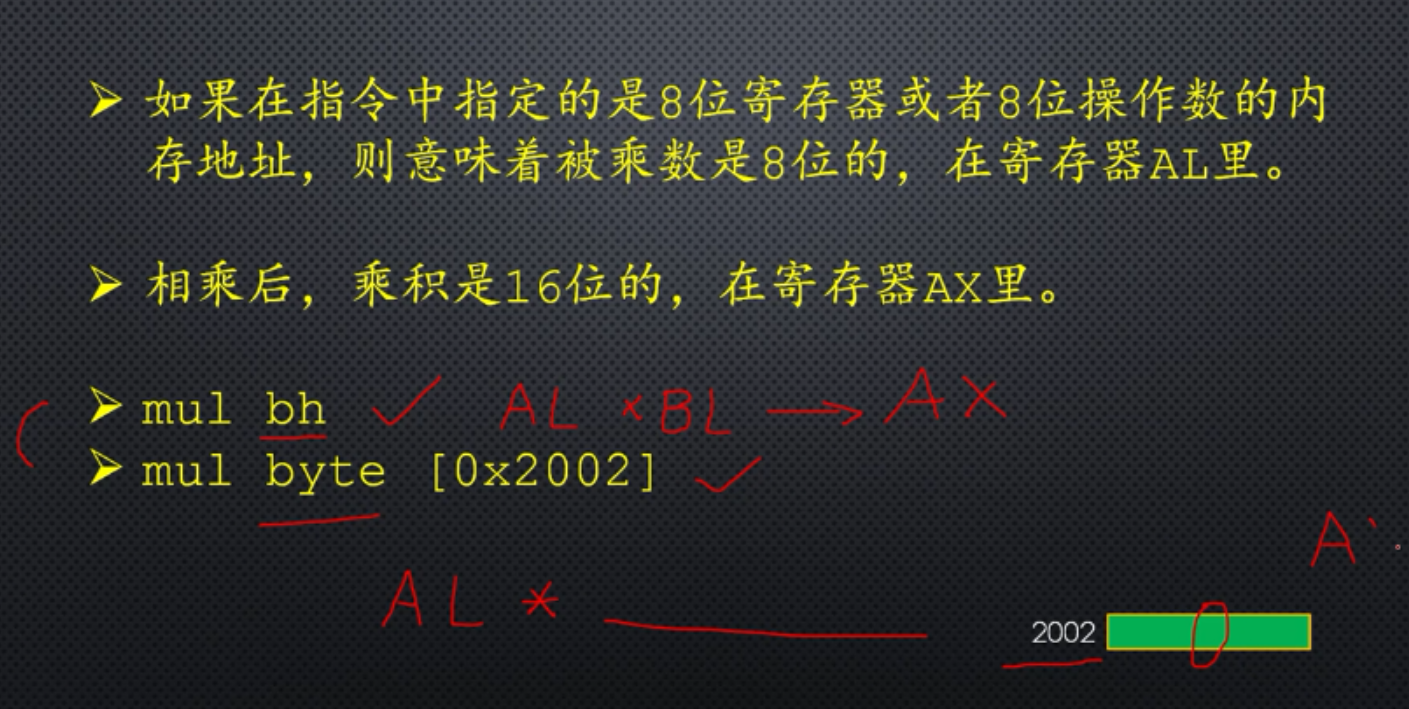 ➤ 如果在指令中指定的是8位寄存器或者8位操作数的内
存地址，则意味着被乘数是8位的，在寄存器AL里。
➤ 相乘后，乘积是16位的，在寄存器AX里。
➤ mul bh ✓ AL × BL → AX
➤ mul byte [0x2002] ✓
A
AL *
2002